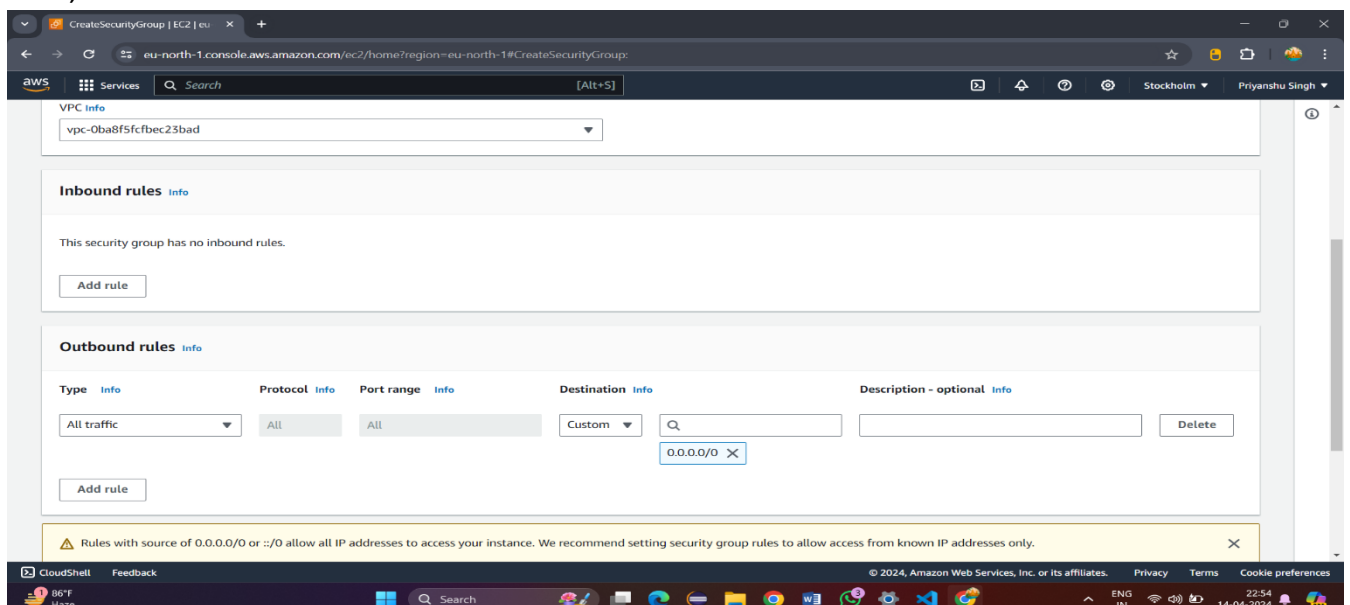 CreateSecurityGroup | EC2 | eu-
eu-north-1.console.aws.amazon.com/ec2/home?region=eu-north-1#CreateSecurityGroup:
aws Services Search [Alt+S] Stockholm Priyanshu Singh
VPC Info
vpc-0ba8f5fcfbec23bad
Inbound rules Info
This security group has no inbound rules.
Add rule
Outbound rules Info
Type Info Protocol Info Port range Info Destination Info Description - optional Info
All traffic All All Custom Delete
0.0.0.0/0
Add rule
Rules with source of 0.0.0.0/0 or ::/0 allow all IP addresses to access your instance. We recommend setting security group rules to allow access from known IP addresses only.
CloudShell Feedback © 2024, Amazon Web Services, Inc. or its affiliates. Privacy Terms Cookie preferences
86°F Search ENG 22:54
Haze IN 14-04-2024